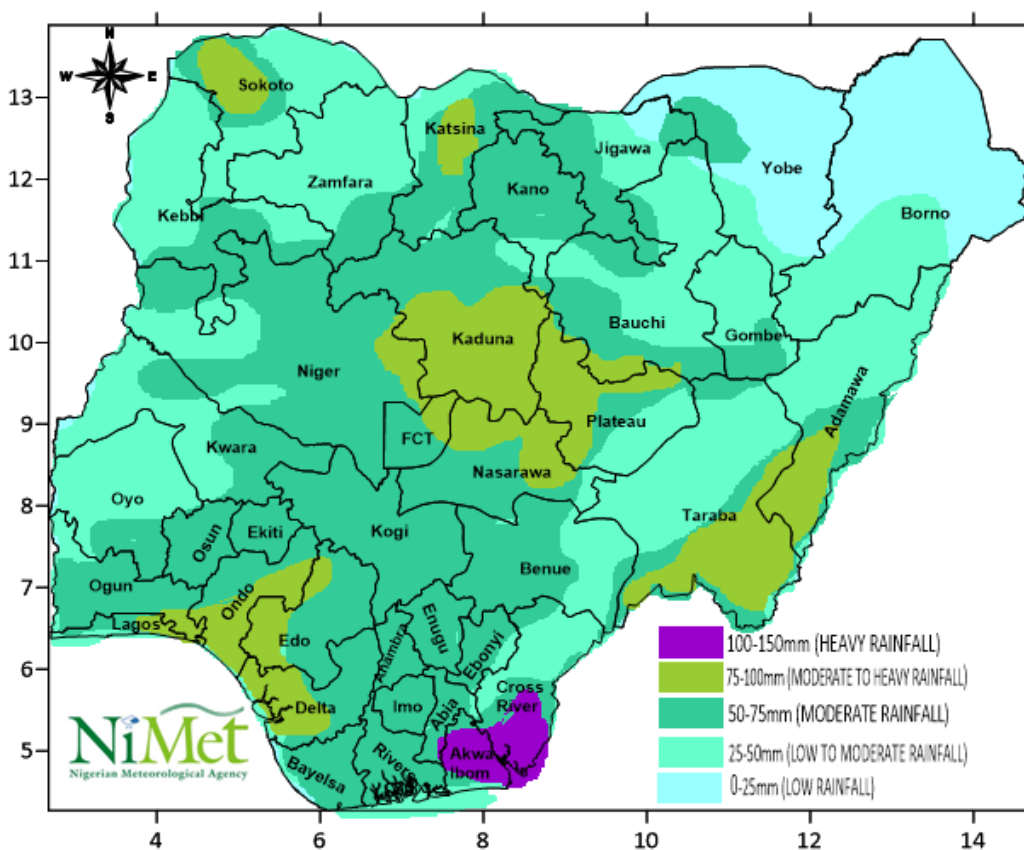 N
W E
S
13
12
11
10
9
8
7
6
5
4 6 8 10 12 14
Sokoto
Katsina
Jigawa
Yobe
Zamfara
Kano
Kebbi
Borno
Kaduna
Bauchi
Gombe
Niger
Adamawa
Plateau
FCT
Kwara
Nasarawa
Oyo
Taraba
Osun
Ekiti
Kogi
Benue
Ogun
Ondo
Lagos
Edo
Anambra
Enugu
Ebonyi
Cross
River
Delta
Imo
Abia
Akwa
Ibom
Rivers
Bayelsa
100-150mm (HEAVY RAINFALL)
75-100mm (MODERATE TO HEAVY RAINFALL)
50-75mm (MODERATE RAINFALL)
25-50mm (LOW TO MODERATE RAINFALL)
0-25mm (LOW RAINFALL)
NiMet
Nigerian Meteorological Agency